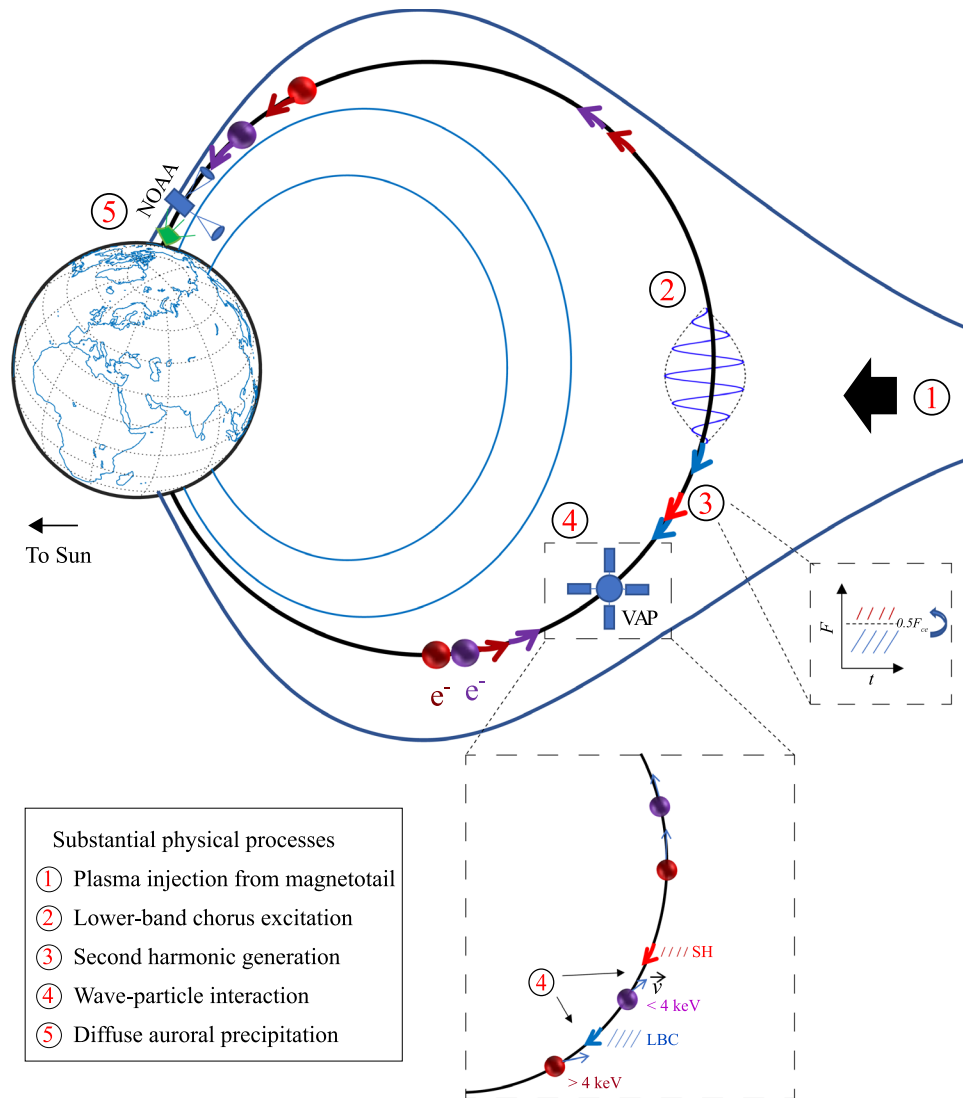 NOAA
5
2
1
3
4
To Sun
VAP
F
0.5F_ce
t
e⁻ e⁻
Substantial physical processes
1 Plasma injection from magnetotail
2 Lower-band chorus excitation
3 Second harmonic generation
4 Wave-particle interaction
5 Diffuse auroral precipitation
SH
4
v⃗
< 4 keV
LBC
> 4 keV